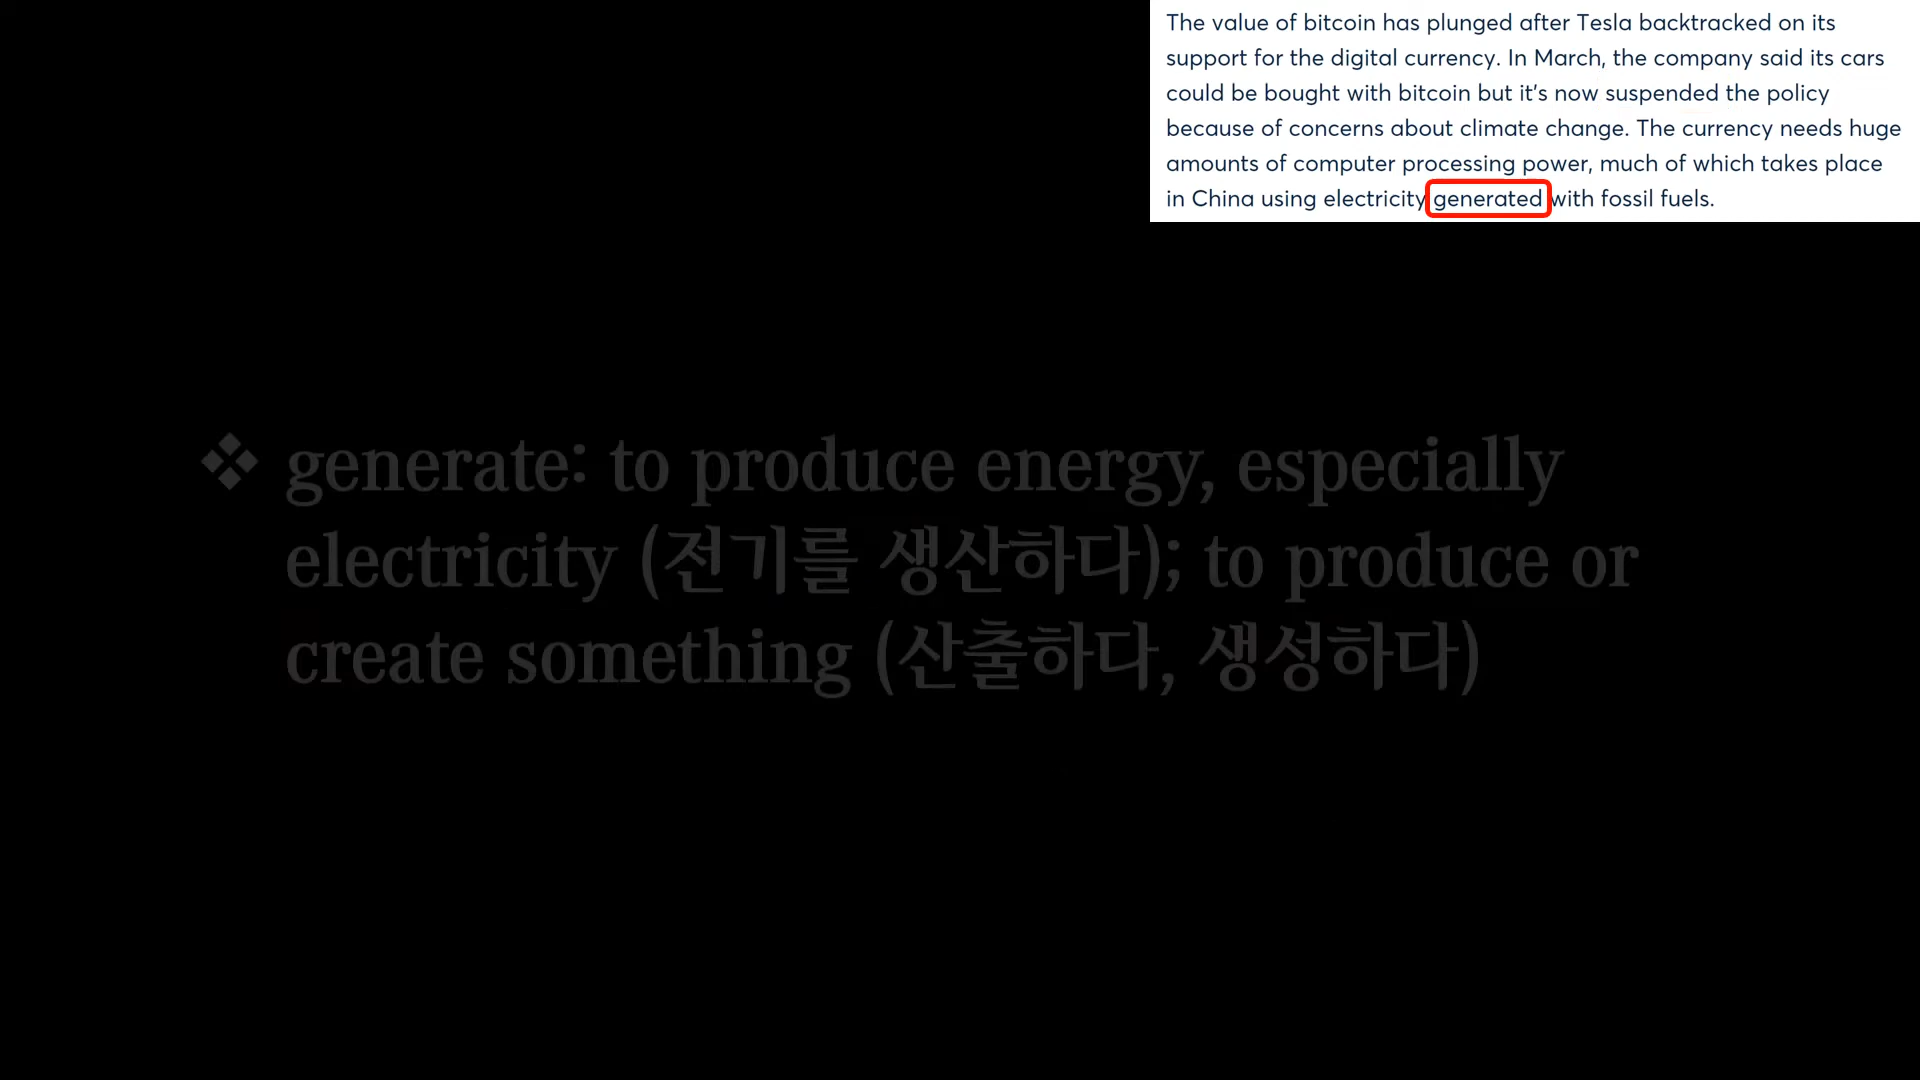 The value of bitcoin has plunged after Tesla backtracked on its
support for the digital currency. In March, the company said its cars
could be bought with bitcoin but it's now suspended the policy
because of concerns about climate change. The currency needs huge
amounts of computer processing power, much of which takes place
in China using electricity generated with fossil fuels.
❖ generate: to produce energy, especially
electricity (전기를 생산하다); to produce or
create something (산출하다, 생성하다)